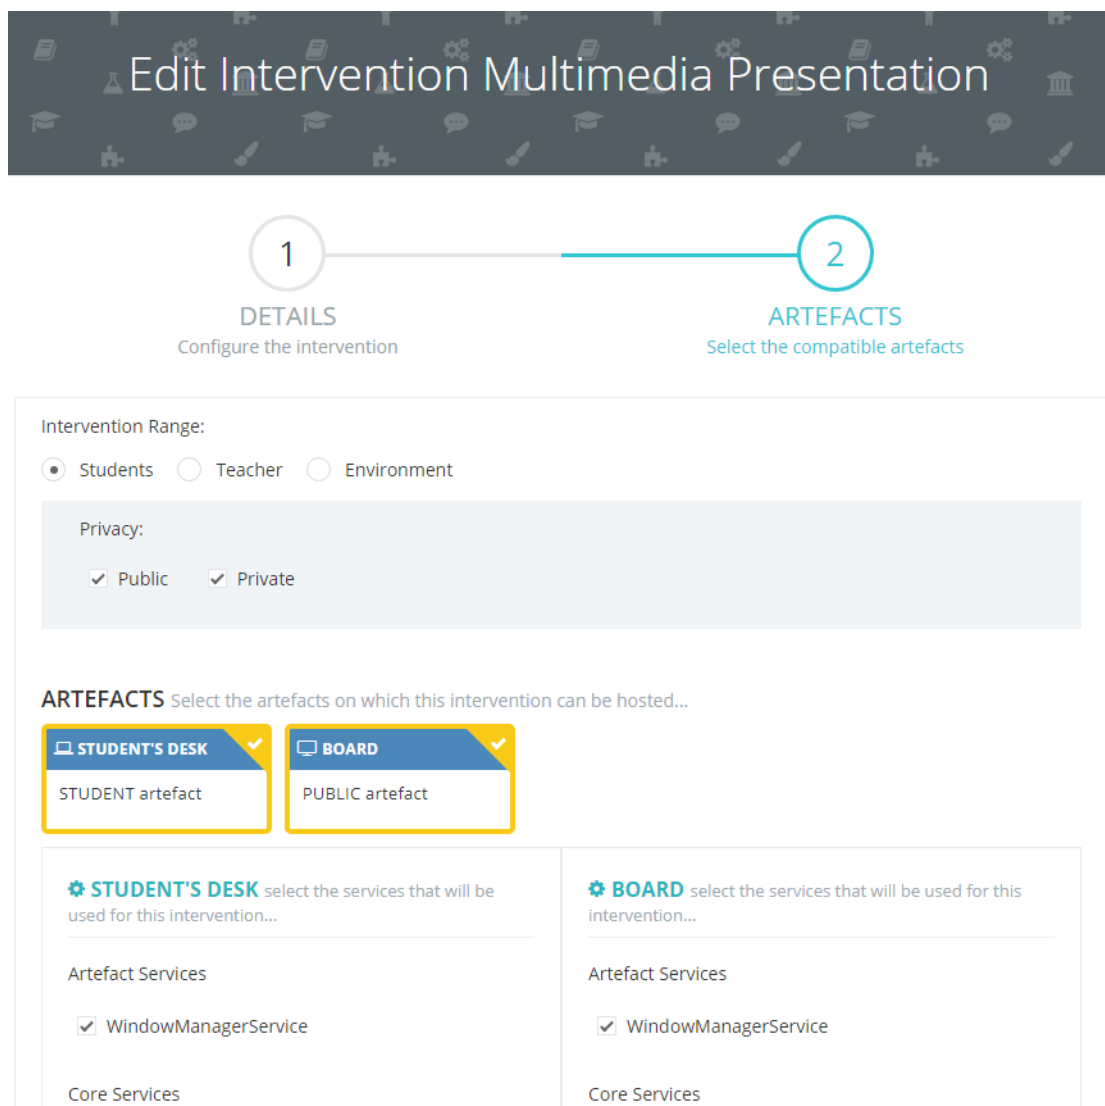 Edit Intervention Multimedia Presentation
1
2
DETAILS
ARTEFACTS
Configure the intervention
Select the compatible artefacts
Intervention Range:
Students Teacher Environment
Privacy:
Public Private
ARTEFACTS Select the artefacts on which this intervention can be hosted...
STUDENT'S DESK
STUDENT artefact
BOARD
PUBLIC artefact
STUDENT'S DESK select the services that will be
used for this intervention...
Artefact Services
WindowManagerService
Core Services
BOARD select the services that will be used for this
intervention...
Artefact Services
WindowManagerService
Core Services